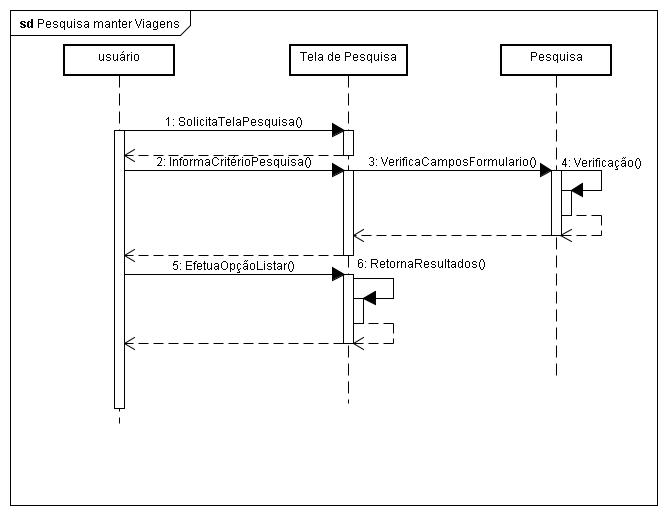 sd Pesquisa manter Viagens
usuário
Tela de Pesquisa
Pesquisa
1: SolicitaTelaPesquisa()
2: InformaCritérioPesquisa()
3: VerificaCamposFormulario()
4: Verificação()
5: EfetuaOpçãoListar()
6: RetornaResultados()